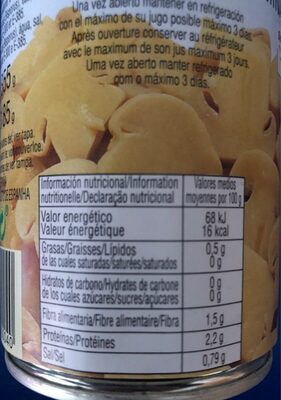 Una vez abierto mantener en refrigeración
con el máximo de su jugo posible máximo 3 días.
Après ouverture conserver au réfrigérateur
avec le maximum de son jus maximum 3 jours.
Uma vez aberto manter refrigerado
com o máximo 3 dias.
agua, sal,
E-385.
Información nutricional/Information
nutritionelle/Declaração nutricional
Valores medios
moyennes por 100 g
Valor energético
68 kJ
Valeur énergétique
16 kcal
Grasas/Graisses/Lípidos
0,5 g
de las cuales saturadas/saturées/saturados
0 g
Hidratos de carbono/Hydrates de carbone
0 g
de los cuales azúcares/sucres/açúcares
0 g
Fibra alimentaria/Fibre alimentaire/Fibra
1,5 g
Proteínas/Protéines
2,2 g
Sal/Sel
0,79 g